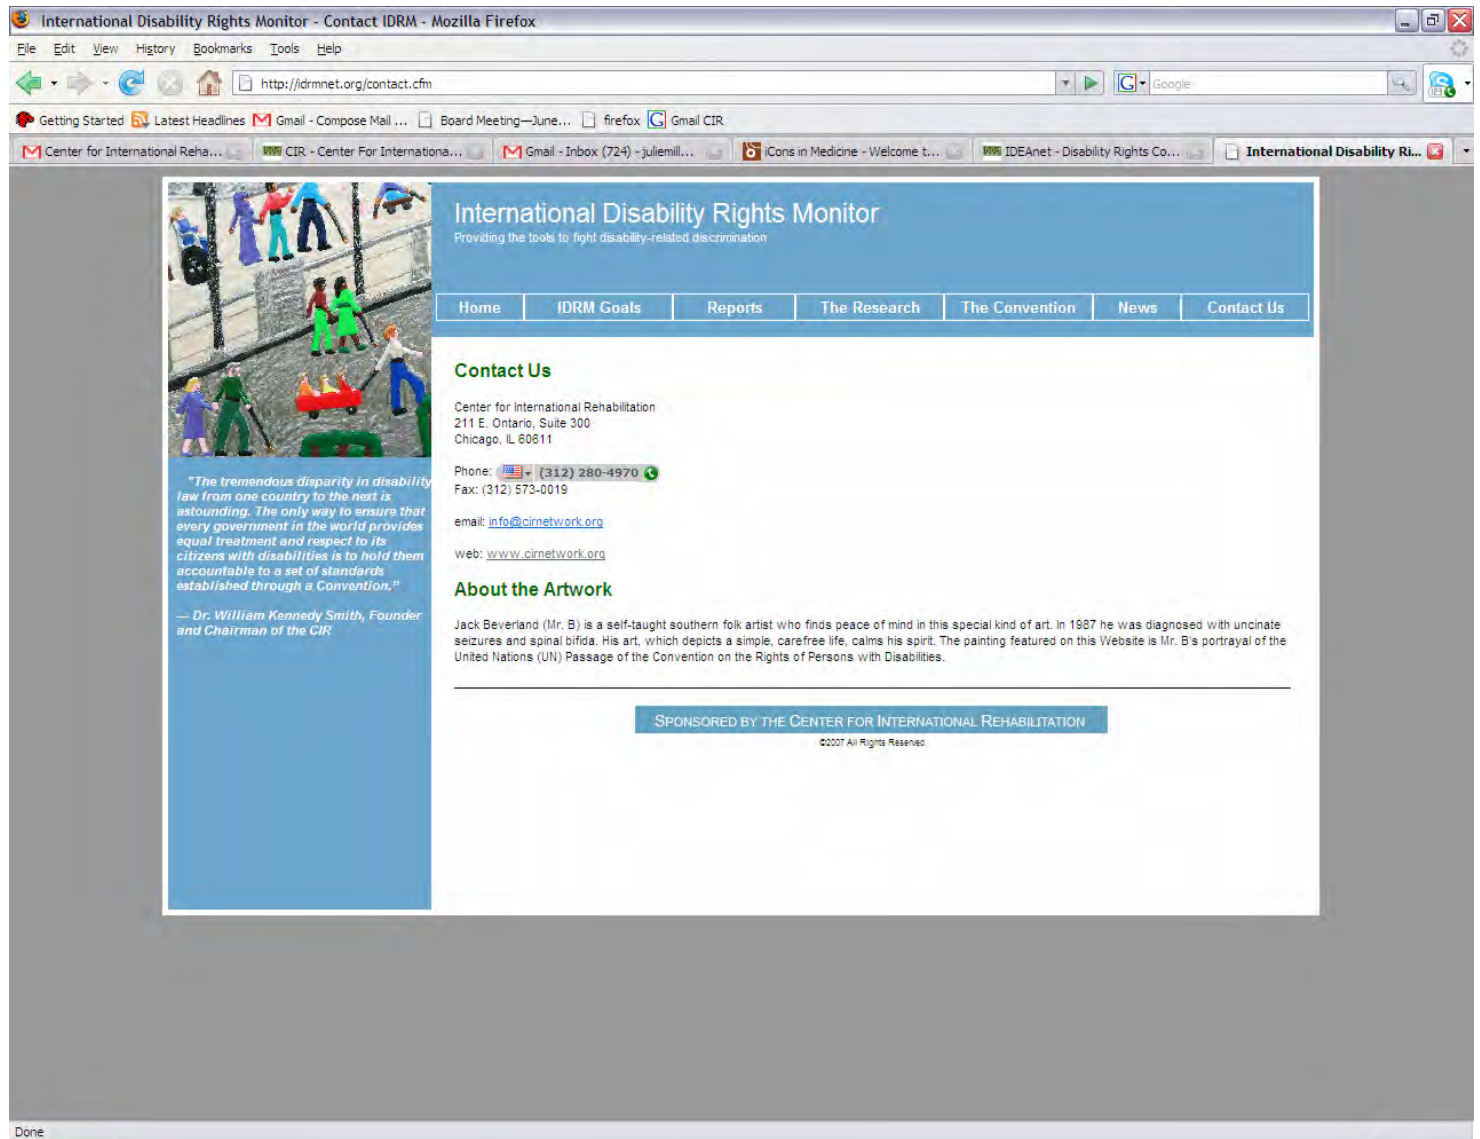 International Disability Rights Monitor - Contact IDRM - Mozilla Firefox
File Edit View History Bookmarks Tools Help
http://idrmnet.org/contact.cfm
Google
Getting Started Latest Headlines Gmail - Compose Mail ... Board Meeting—June... firefox Gmail CIR
Center for International Reha... CIR - Center For Internationa... Gmail - Inbox (724) - juliemill... iCons in Medicine - Welcome t... IDEAnet - Disability Rights Co... International Disability Ri...
International Disability Rights Monitor
Providing the tools to fight disability-related discrimination
Home IDRM Goals Reports The Research The Convention News Contact Us
"The tremendous disparity in disability
law from one country to the next is
astounding. The only way to ensure that
every government in the world provides
equal treatment and respect to its
citizens with disabilities is to hold them
accountable to a set of standards
established through a Convention."
— Dr. William Kennedy Smith, Founder
and Chairman of the CIR
Contact Us
Center for International Rehabilitation
211 E. Ontario, Suite 300
Chicago, IL 60611
Phone: (312) 280-4970
Fax: (312) 573-0019
email: info@cirnetwork.org
web: www.cirnetwork.org
About the Artwork
Jack Beverland (Mr. B) is a self-taught southern folk artist who finds peace of mind in this special kind of art. In 1987 he was diagnosed with uncinate
seizures and spinal bifida. His art, which depicts a simple, carefree life, calms his spirit. The painting featured on this Website is Mr. B's portrayal of the
United Nations (UN) Passage of the Convention on the Rights of Persons with Disabilities.
SPONSORED BY THE CENTER FOR INTERNATIONAL REHABILITATION
©2007 All Rights Reserved
Done